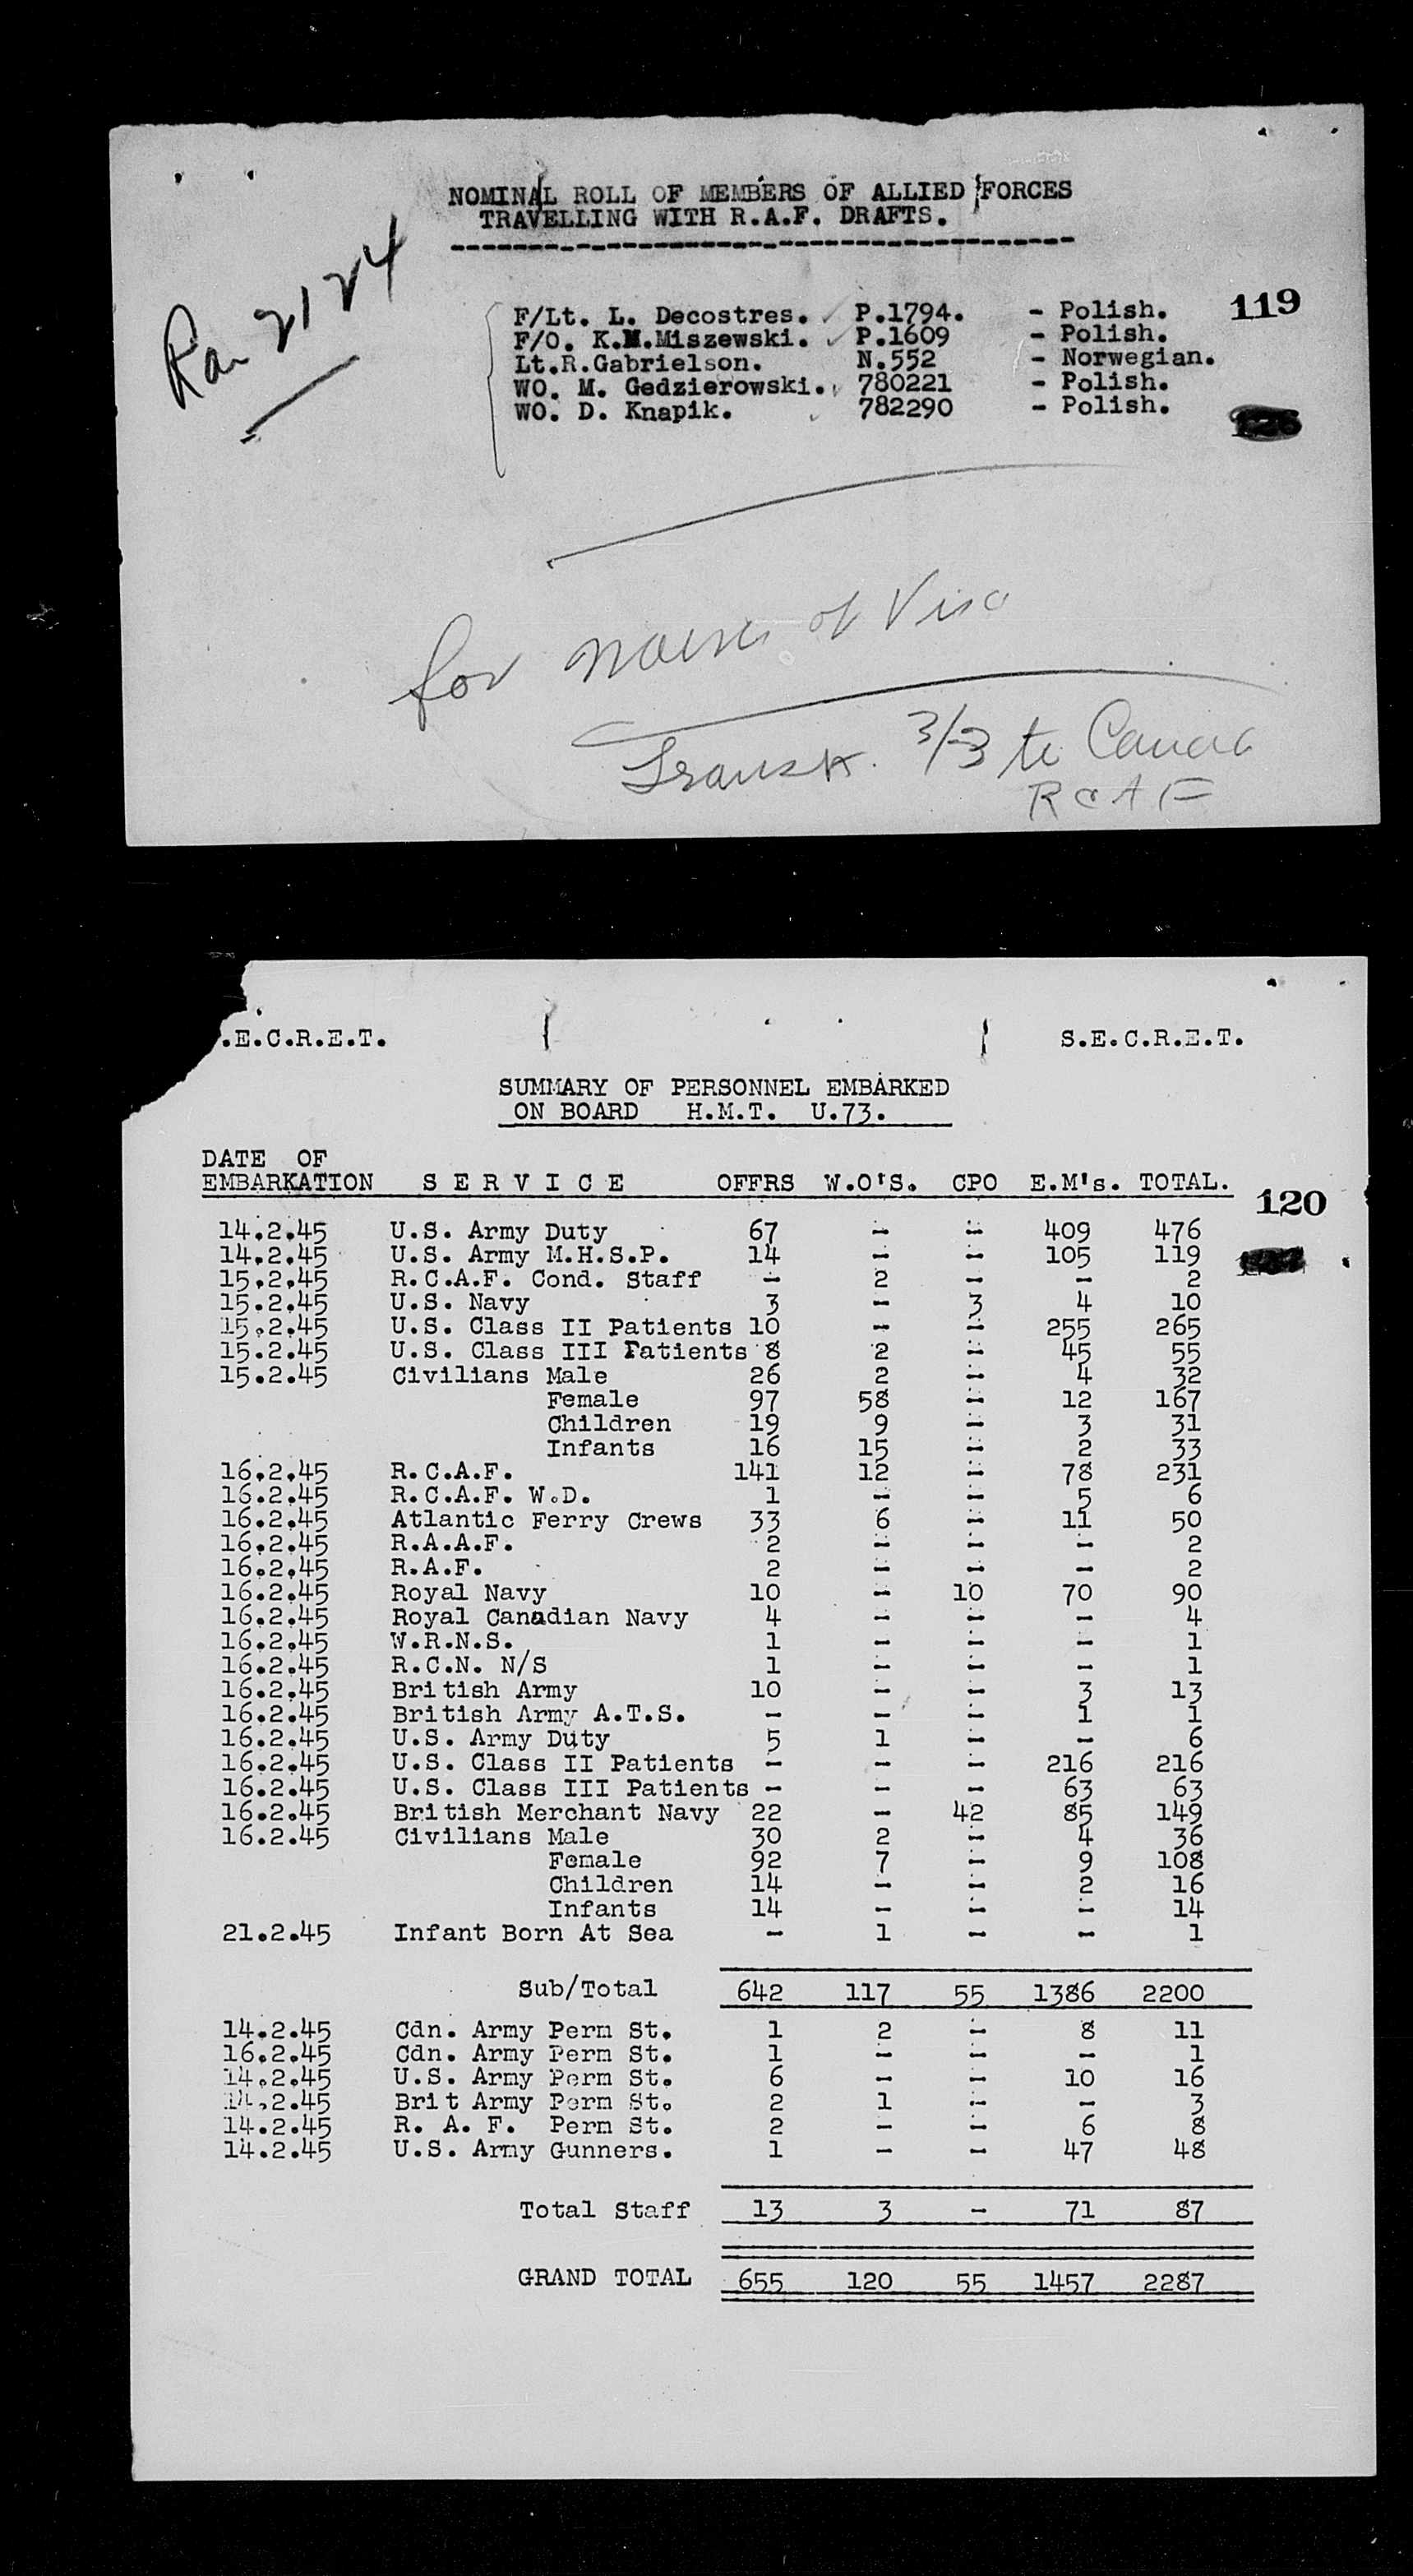 NOMINAL ROLL OF MEMBERS OF ALLIED FORCES
TRAVELLING WITH R.A.F. DRAFTS.
Ra 2124
119
F/Lt. L. Decostres. P.1794. - Polish.
F/O. K.M.Miszewski. P.1609 - Polish.
Lt.R.Gabrielson. N.552 - Norwegian.
WO. M. Gedzierowski. 780221 - Polish.
WO. D. Knapik. 782290 - Polish.
for of Visa
3/3 to Canada
RCAF
.E.C.R.E.T. S.E.C.R.E.T.
SUMMARY OF PERSONNEL EMBARKED
ON BOARD H.M.T. U.73.
DATE OF
EMBARKATION S E R V I C E OFFRS W.O's. CPO E.M's. TOTAL.
120
14.2.45 U.S. Army Duty 67 - - 409 476
14.2.45 U.S. Army M.H.S.P. 14 - - 105 119
15.2.45 R.C.A.F. Cond. Staff - 2 - - 2
15.2.45 U.S. Navy 3 - 3 4 10
15.2.45 U.S. Class II Patients 10 - - 255 265
15.2.45 U.S. Class III Patients 8 2 - 45 55
15.2.45 Civilians Male 26 2 - 4 32
Female 97 58 - 12 167
Children 19 9 - 3 31
Infants 16 15 - 2 33
16.2.45 R.C.A.F. 141 12 - 78 231
16.2.45 R.C.A.F. W.D. 1 - - 5 6
16.2.45 Atlantic Ferry Crews 33 6 - 11 50
16.2.45 R.A.A.F. 2 - - - 2
16.2.45 R.A.F. 2 - - - 2
16.2.45 Royal Navy 10 - 10 70 90
16.2.45 Royal Canadian Navy 4 - - - 4
16.2.45 W.R.N.S. 1 - - - 1
16.2.45 R.C.N. N/S 1 - - - 1
16.2.45 British Army 10 - - 3 13
16.2.45 British Army A.T.S. - - - 1 1
16.2.45 U.S. Army Duty 5 1 - - 6
16.2.45 U.S. Class II Patients - - - 216 216
16.2.45 U.S. Class III Patients - - - 63 63
16.2.45 British Merchant Navy 22 - 42 85 149
16.2.45 Civilians Male 30 2 - 4 36
Female 92 7 - 9 108
Children 14 - - 2 16
Infants 14 - - - 14
21.2.45 Infant Born At Sea - 1 - - 1
Sub/Total 642 117 55 1386 2200
14.2.45 Cdn. Army Perm St. 1 2 - 8 11
16.2.45 Cdn. Army Perm St. 1 - - - 1
14.2.45 U.S. Army Perm St. 6 - - 10 16
14.2.45 Brit Army Perm St. 2 1 - - 3
14.2.45 R. A. F. Perm St. 2 - - 6 8
14.2.45 U.S. Army Gunners. 1 - - 47 48
Total Staff 13 3 - 71 87
GRAND TOTAL 655 120 55 1457 2287